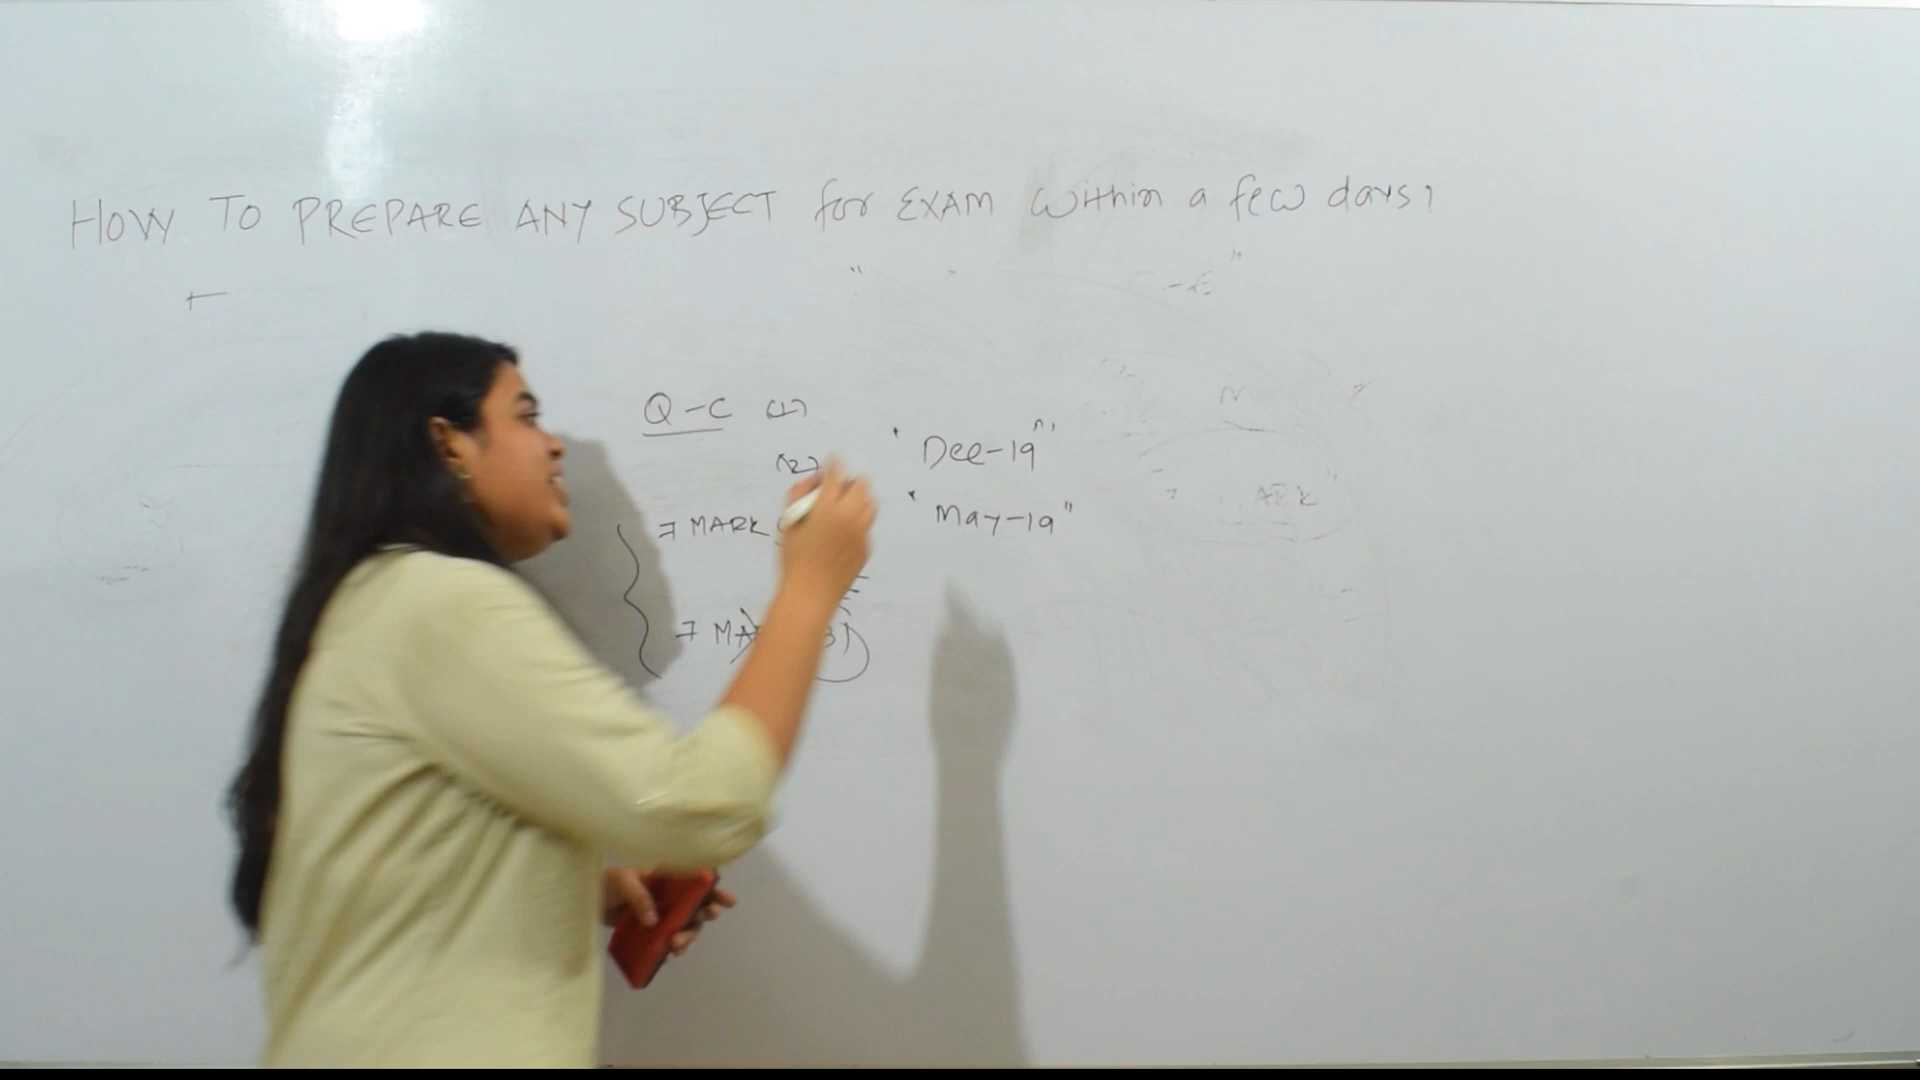 HOW TO PREPARE ANY SUBJECT for EXAM within a few days?
Q-C (1)
(2)
" Dec-19"
" May-19"
7 MARK
7 MA